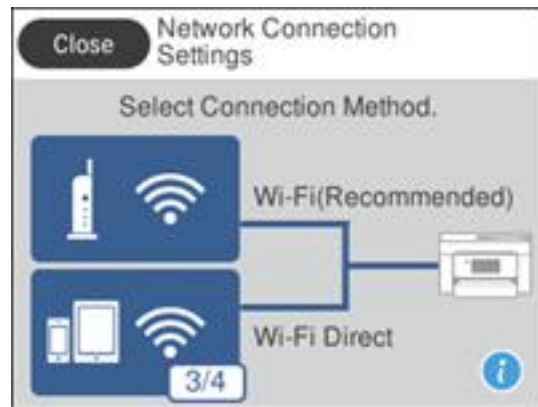 Close
Network Connection
Settings
Select Connection Method.
Wi-Fi(Recommended)
Wi-Fi Direct
3/4
i